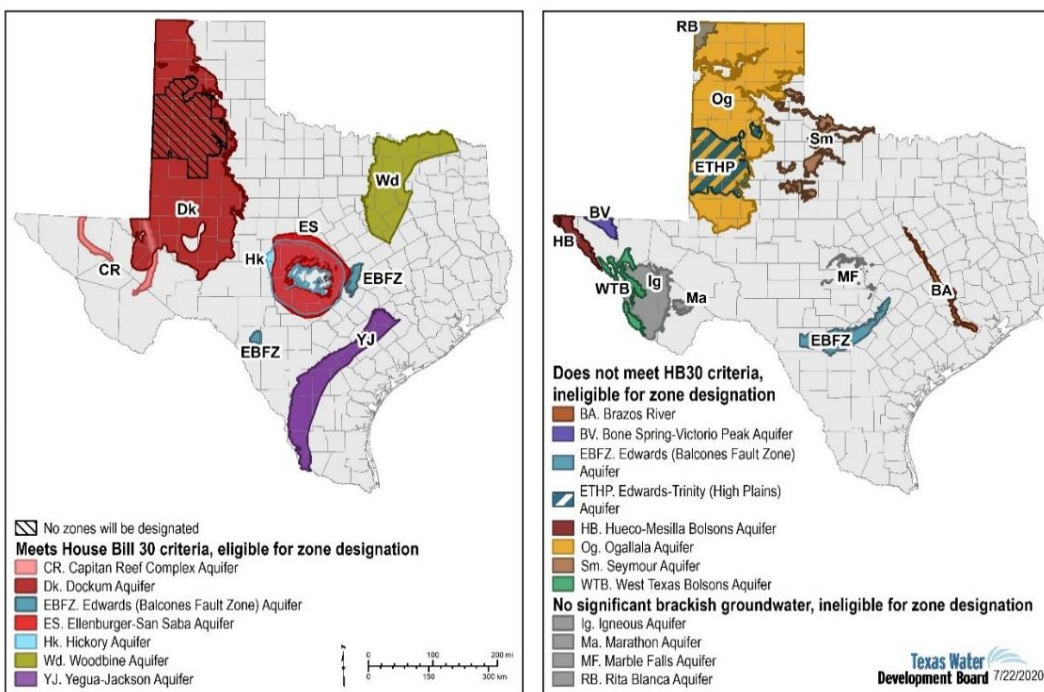 Dk
CR
Hk
ES
Wd
EBFZ
EBFZ
YJ
No zones will be designated
Meets House Bill 30 criteria, eligible for zone designation
CR. Capitan Reef Complex Aquifer
Dk. Dockum Aquifer
EBFZ. Edwards (Balcones Fault Zone) Aquifer
ES. Ellenburger-San Saba Aquifer
Hk. Hickory Aquifer
Wd. Woodbine Aquifer
YJ. Yegua-Jackson Aquifer
0 100 200 mi
0 150 300 km
RB
Og
Sm
ETHP
BV
HB
WTB
Ig
Ma
MF
BA
EBFZ
Does not meet HB30 criteria,
ineligible for zone designation
BA. Brazos River
BV. Bone Spring-Victorio Peak Aquifer
EBFZ. Edwards (Balcones Fault Zone)
Aquifer
ETHP. Edwards-Trinity (High Plains)
Aquifer
HB. Hueco-Mesilla Bolsons Aquifer
Og. Ogallala Aquifer
Sm. Seymour Aquifer
WTB. West Texas Bolsons Aquifer
No significant brackish groundwater, ineligible for zone designation
Ig. Igneous Aquifer
Ma. Marathon Aquifer
MF. Marble Falls Aquifer
RB. Rita Blanca Aquifer
Texas Water
Development Board 7/22/2020